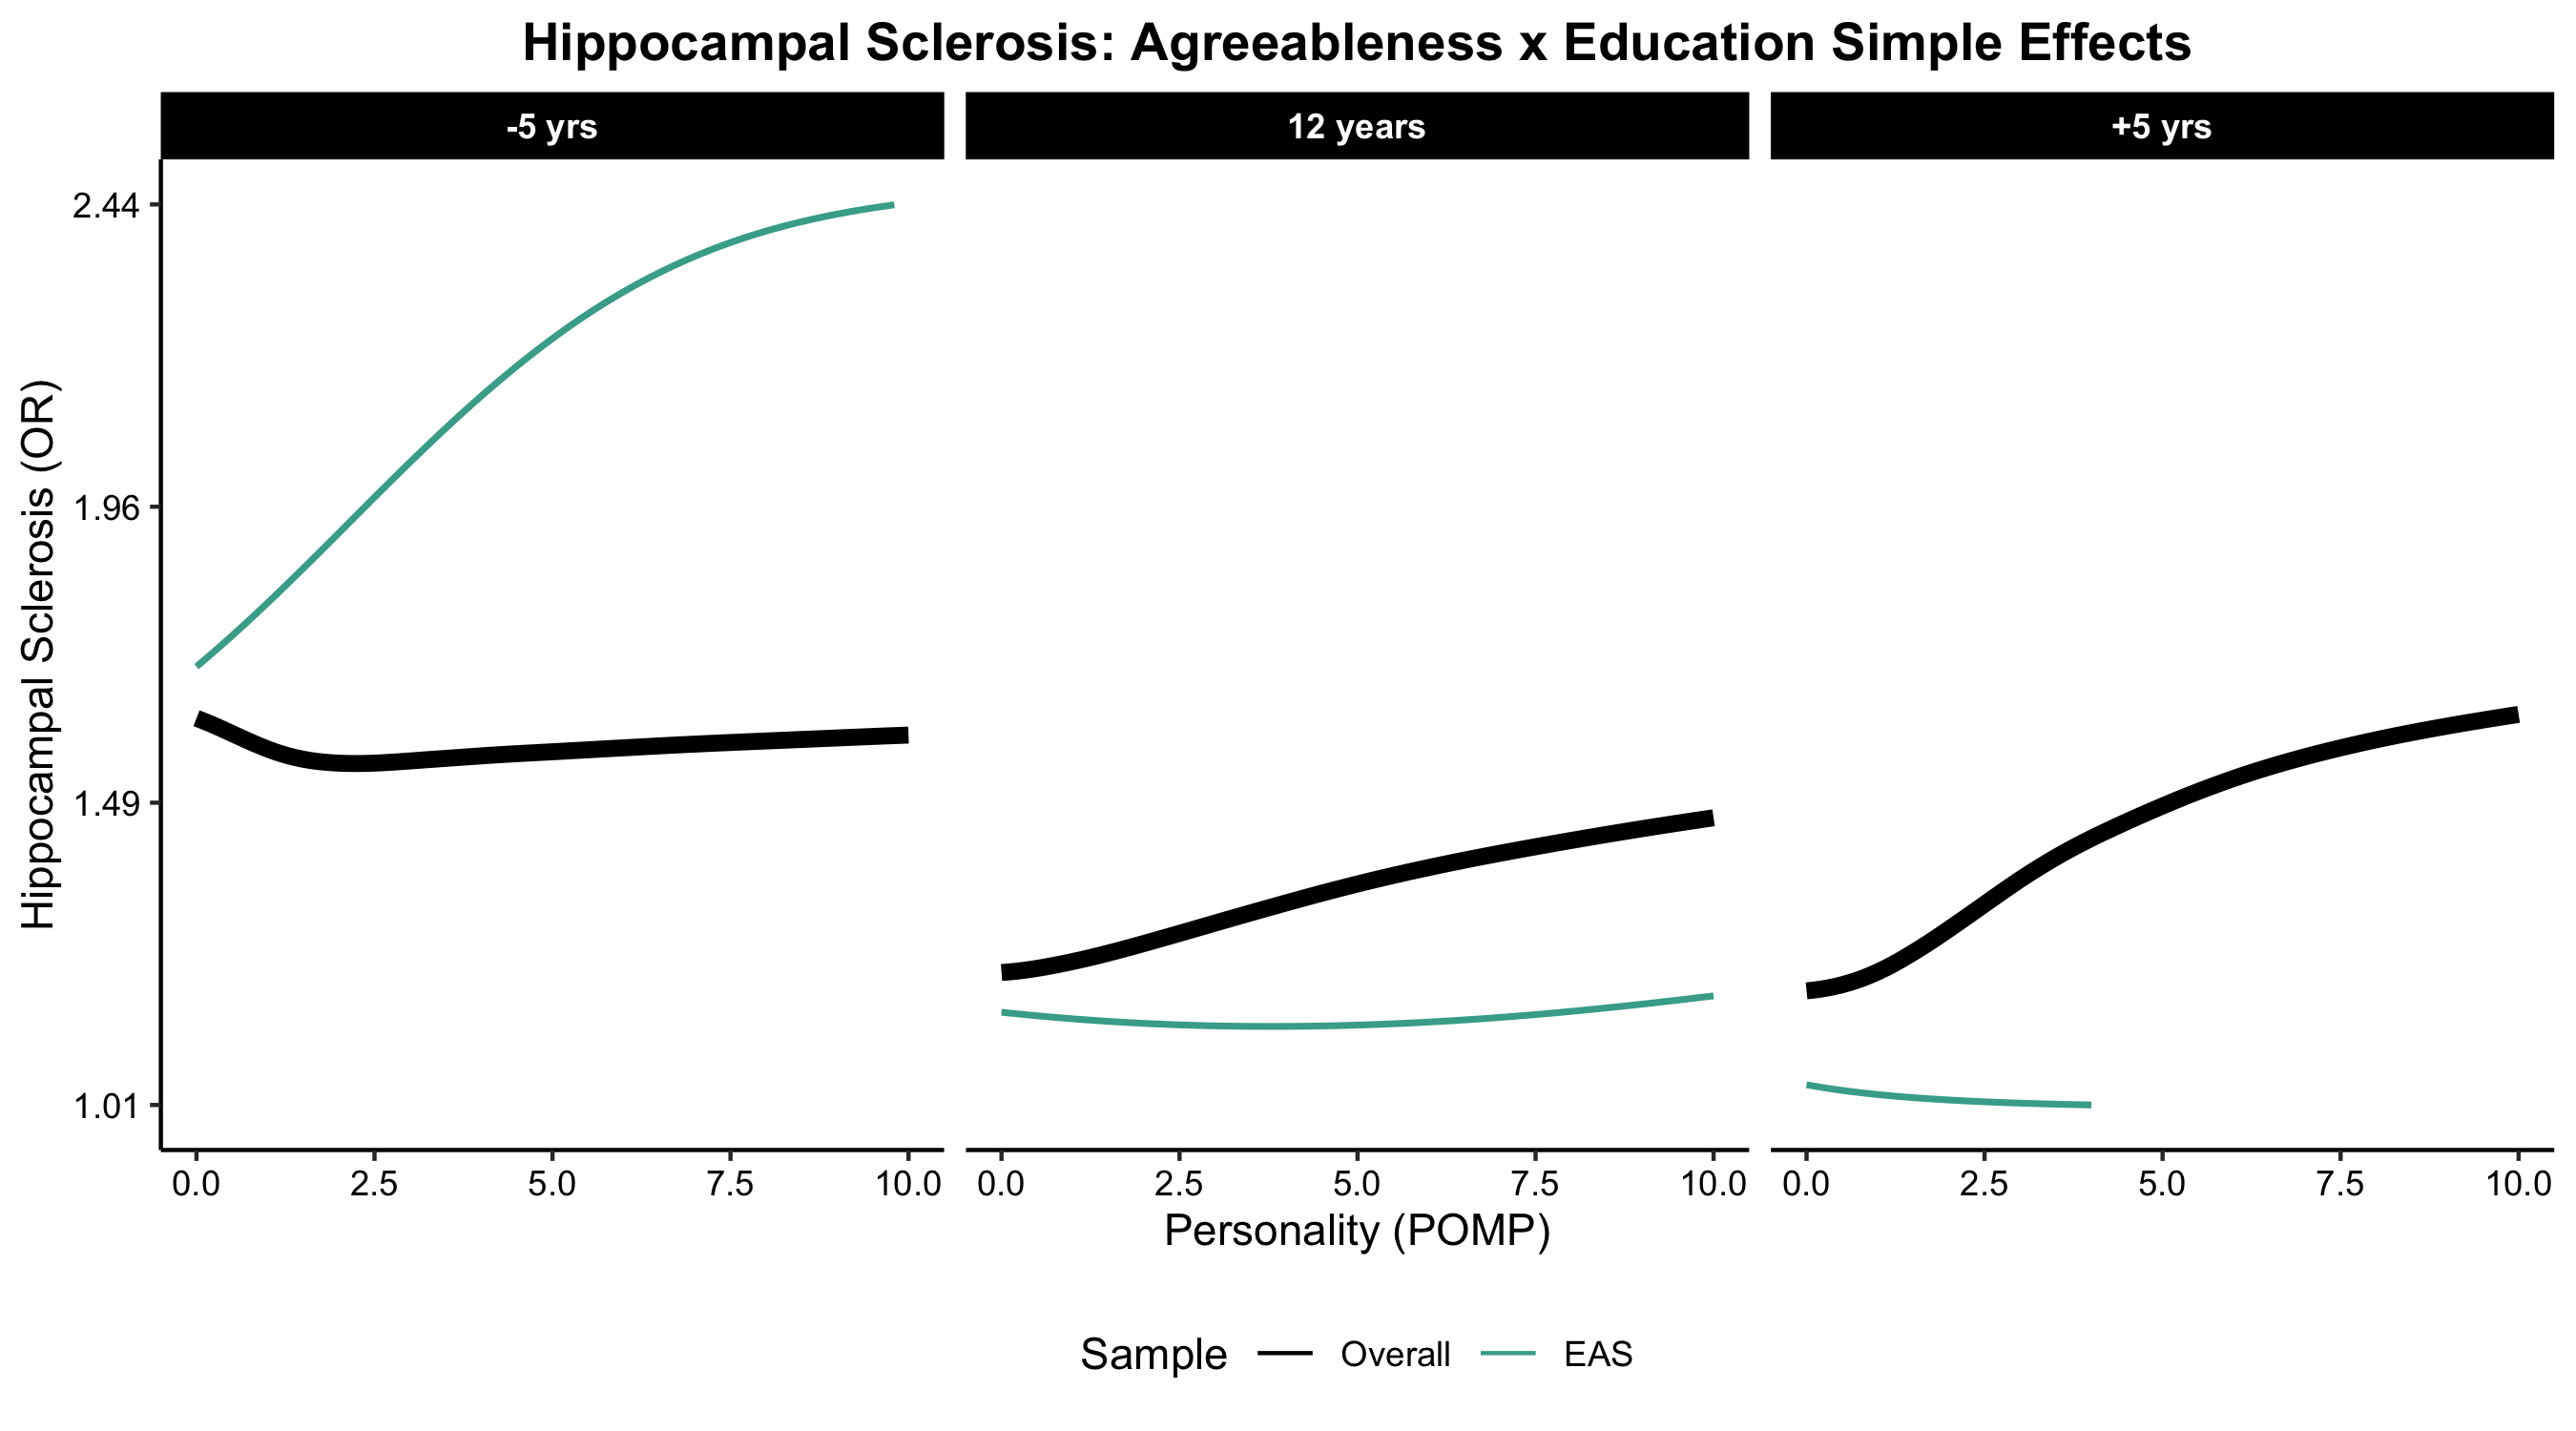 Hippocampal Sclerosis: Agreeableness x Education Simple Effects
-5 yrs
12 years
+5 yrs
Hippocampal Sclerosis (OR)
2.44
1.96
1.49
1.01
0.0 2.5 5.0 7.5 10.0
0.0 2.5 5.0 7.5 10.0
0.0 2.5 5.0 7.5 10.0
Personality (POMP)
Sample Overall EAS